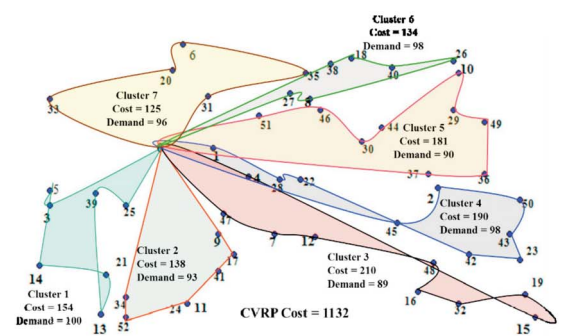 Cluster 6
Cost = 134
Demand = 98
6
18
26
38
40
10
20
35
33
Cluster 7
Cost = 125
Demand = 96
31
27
8
46
51
29
49
44
Cluster 5
Cost = 181
Demand = 90
30
1
4
28
22
37
36
2
5
3
39
25
50
Cluster 4
Cost = 190
Demand = 98
45
43
47
9
7
12
17
42
23
Cluster 2
Cost = 138
Demand = 93
Cluster 3
Cost = 210
Demand = 89
48
14
21
41
16
19
Cluster 1
Cost = 154
Demand = 100
34
24
11
32
13
52
CVRP Cost = 1132
15